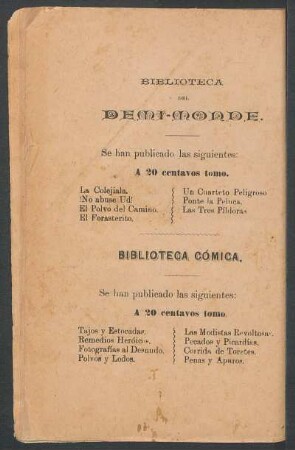 BIBLIOTECA
DEL
DEMI-MONDE.
Se han publicado las siguientes:
A 20 centavos tomo.
La Colejiala.
¡No abuse Ud!
El Polvo del Camino.
El Forasterito.
Un Cuarteto Peligroso
Ponte la Peluca.
Las Tres Píldoras
BIBLIOTECA CÓMICA.
Se han publicado las siguientes:
A 20 centavos tomo
Tajos y Estocadas.
Remedios Heróicos.
Fotografías al Desnudo.
Polvos y Lodos.
Las Modistas Revoltosas.
Pecados y Picardías.
Corrida de Toretes.
Penas y Apuros.